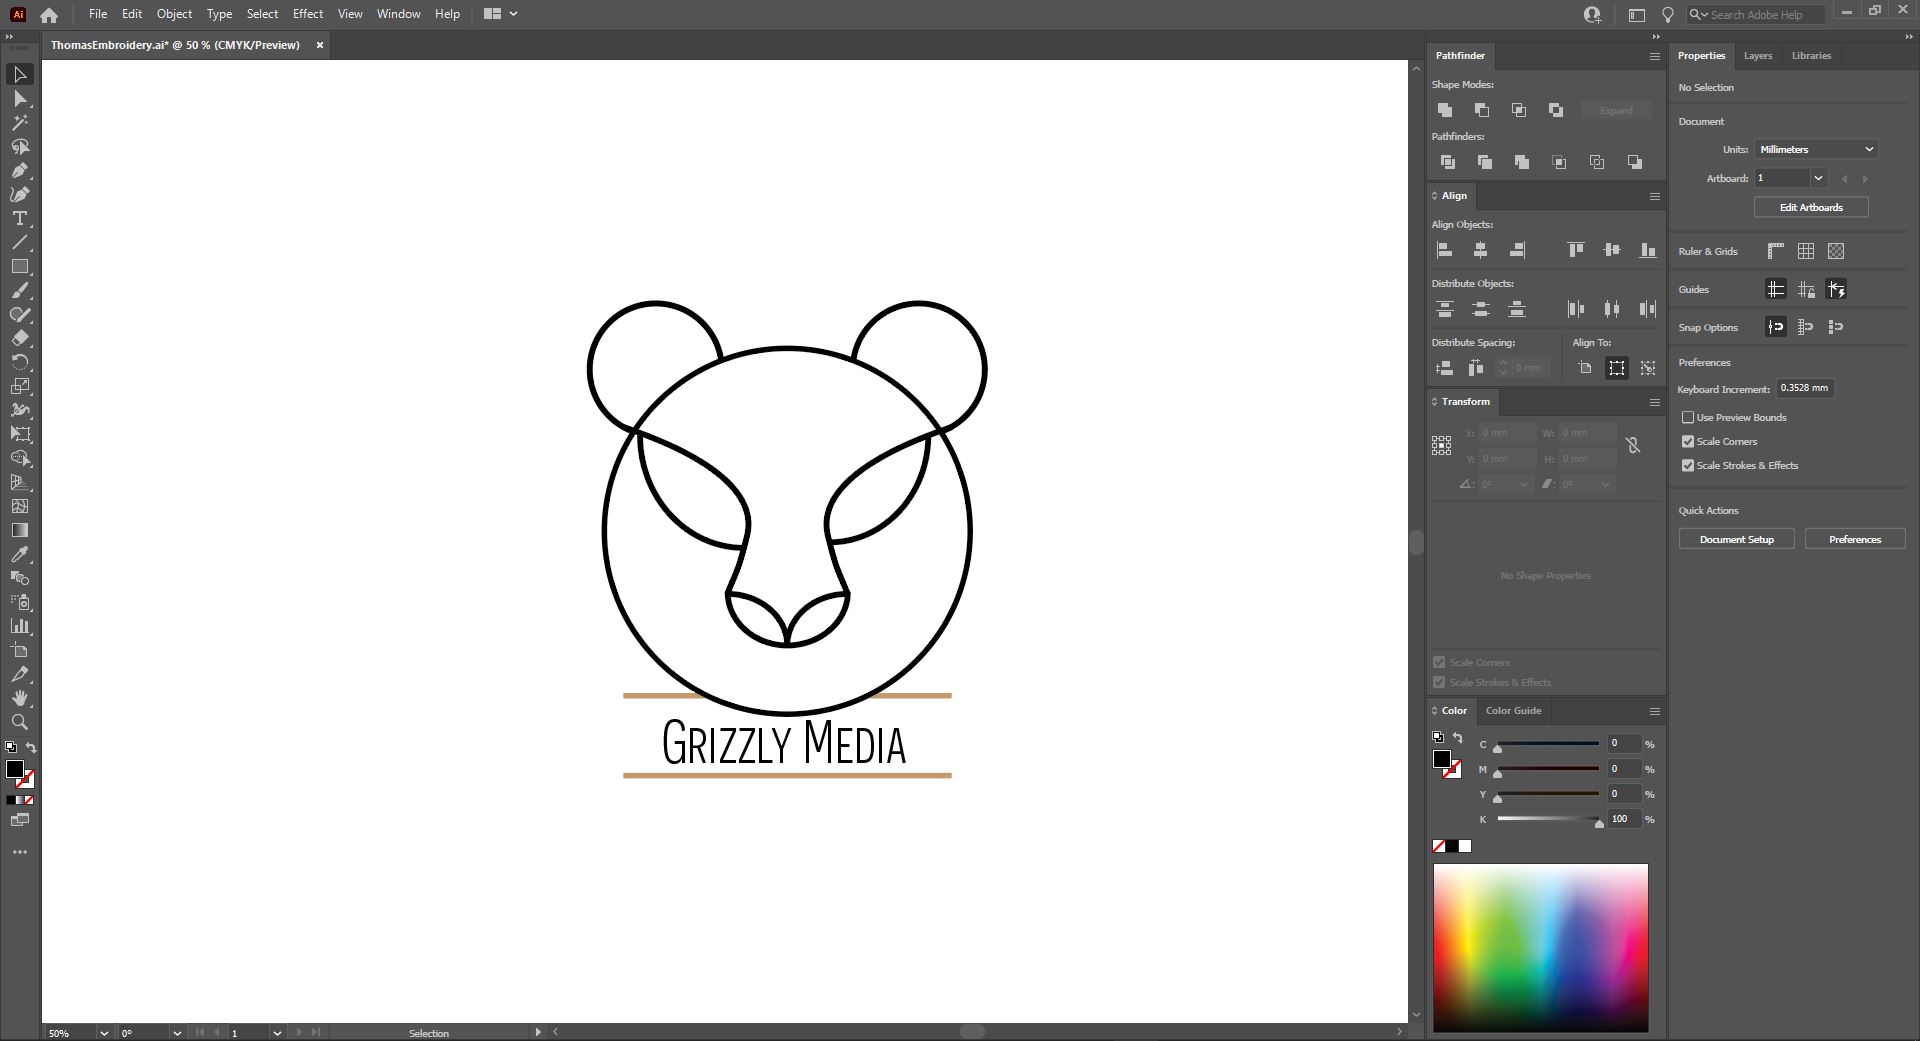 Ai
File Edit Object Type Select Effect View Window Help
Search Adobe Help
ThomasEmbroidery.ai* @ 50 % (CMYK/Preview) ×
Pathfinder
Shape Modes:
Expand
Pathfinders:
Align
Align Objects:
Distribute Objects:
Distribute Spacing: Align To:
0 mm
Transform
X: 0 mm W: 0 mm
Y: 0 mm H: 0 mm
0° 0°
No Shape Properties
Scale Corners
Scale Strokes & Effects
Color Color Guide
C 0 %
M 0 %
Y 0 %
K 100 %
Properties Layers Libraries
No Selection
Document
Units: Millimeters
Artboard: 1
Edit Artboards
Ruler & Grids
Guides
Snap Options
Preferences
Keyboard Increment: 0.3528 mm
Use Preview Bounds
Scale Corners
Scale Strokes & Effects
Quick Actions
Document Setup Preferences
Grizzly Media
50% 0° 1 Selection